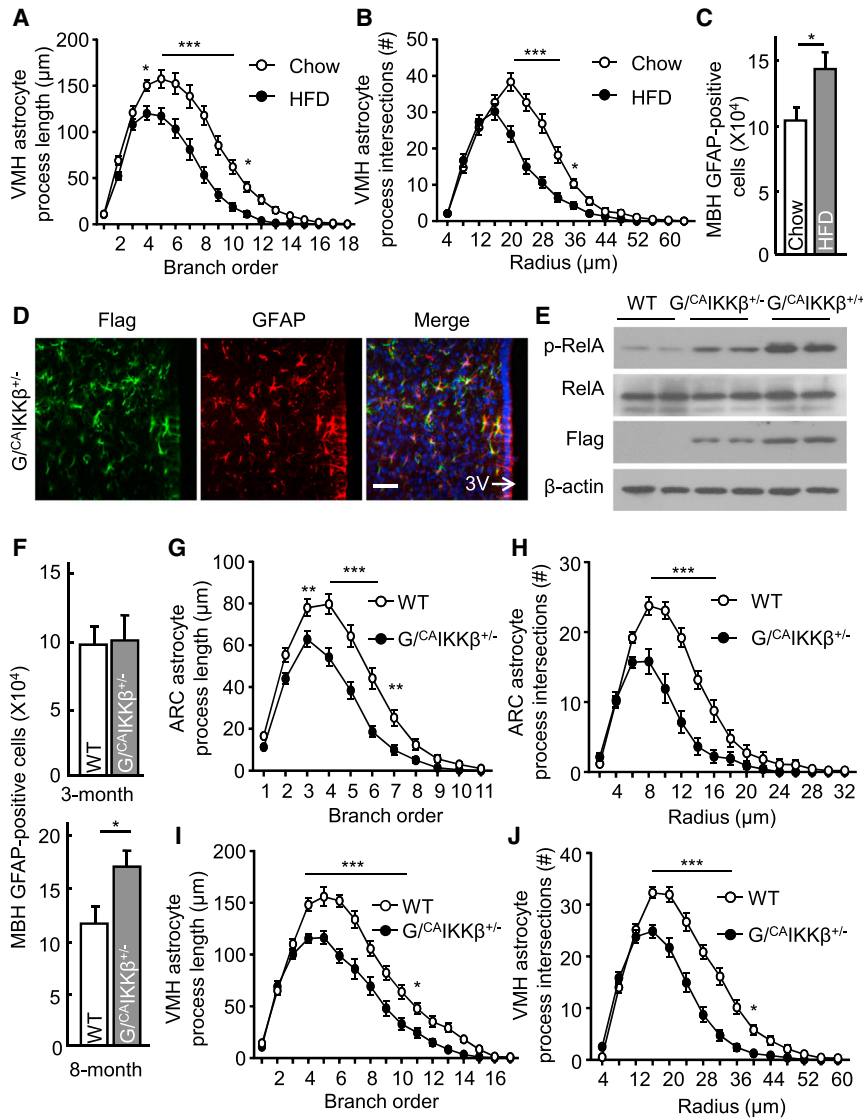 A
VMH astrocyte
process length (μm)
200
150
100
50
0
*
***
Chow
HFD
2 4 6 8 10 12 14 16 18
Branch order
*
B
VMH astrocyte
process intersections (#)
50
40
30
20
10
0
***
Chow
HFD
*
4 12 20 28 36 44 52 60
Radius (μm)
C
MBH GFAP-positive
cells (X10⁴)
15
10
5
0
*
Chow
HFD
D
Flag GFAP Merge
G/ᶜᴬIKKβ⁺/⁻
3V
E
WT G/ᶜᴬIKKβ⁺/⁻ G/ᶜᴬIKKβ⁺/⁺
p-RelA
RelA
Flag
β-actin
F
MBH GFAP-positive cells (X10⁴)
15
10
5
0
WT
G/ᶜᴬIKKβ⁺/⁻
3-month
20
15
10
5
0
*
WT
G/ᶜᴬIKKβ⁺/⁻
8-month
G
ARC astrocyte
process length (μm)
100
80
60
40
20
0
**
***
WT
G/ᶜᴬIKKβ⁺/⁻
**
1 2 3 4 5 6 7 8 9 10 11
Branch order
H
ARC astrocyte
process intersections (#)
30
20
10
0
***
WT
G/ᶜᴬIKKβ⁺/⁻
4 8 12 16 20 24 28 32
Radius (μm)
I
VMH astrocyte
process length (μm)
200
150
100
50
0
***
WT
G/ᶜᴬIKKβ⁺/⁻
*
2 4 6 8 10 12 14 16
Branch order
J
VMH astrocyte
process intersections (#)
40
30
20
10
0
***
WT
G/ᶜᴬIKKβ⁺/⁻
*
4 12 20 28 36 44 52 60
Radius (μm)